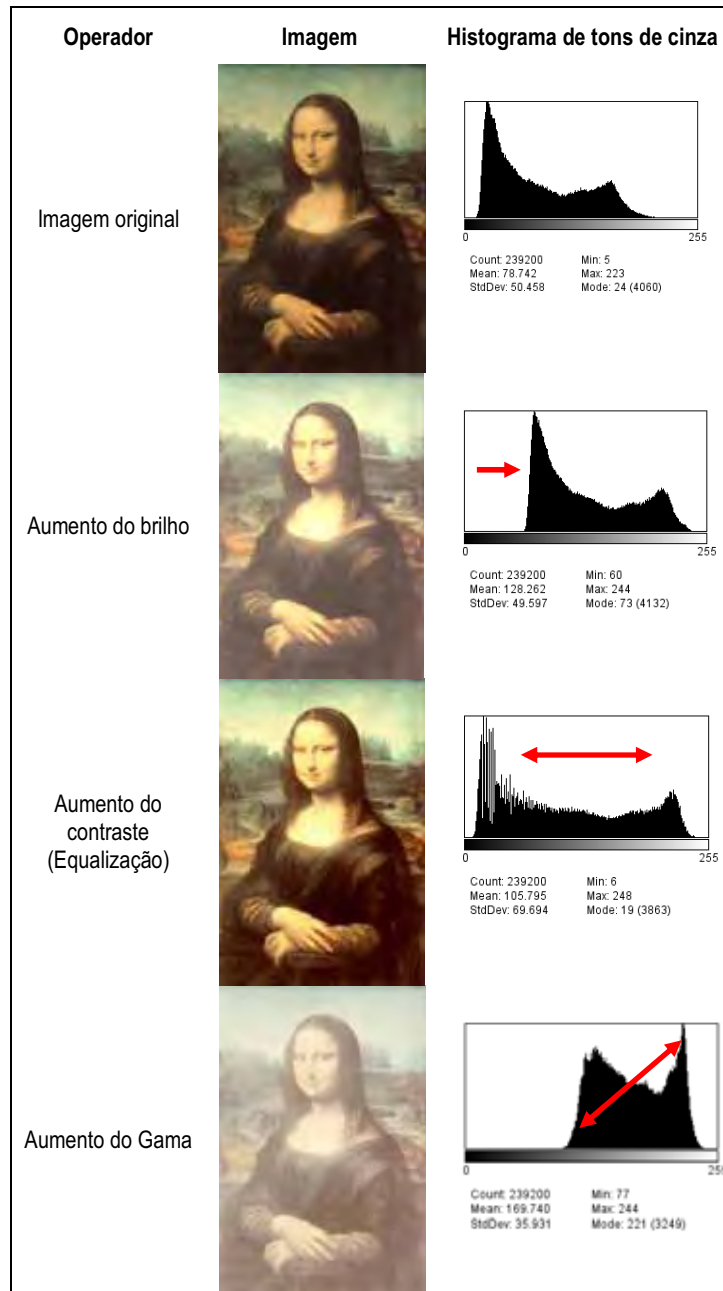 Operador Imagem Histograma de tons de cinza
Imagem original
0 255
Count: 239200 Min: 5
Mean: 78.742 Max: 223
StdDev: 50.458 Mode: 24 (4060)
Aumento do brilho
0 255
Count: 239200 Min: 60
Mean: 128.262 Max: 244
StdDev: 49.597 Mode: 73 (4132)
Aumento do
contraste
(Equalização)
0 255
Count: 239200 Min: 6
Mean: 105.795 Max: 248
StdDev: 69.694 Mode: 19 (3863)
Aumento do Gama
0 255
Count: 239200 Min: 77
Mean: 169.740 Max: 244
StdDev: 35.931 Mode: 221 (3249)